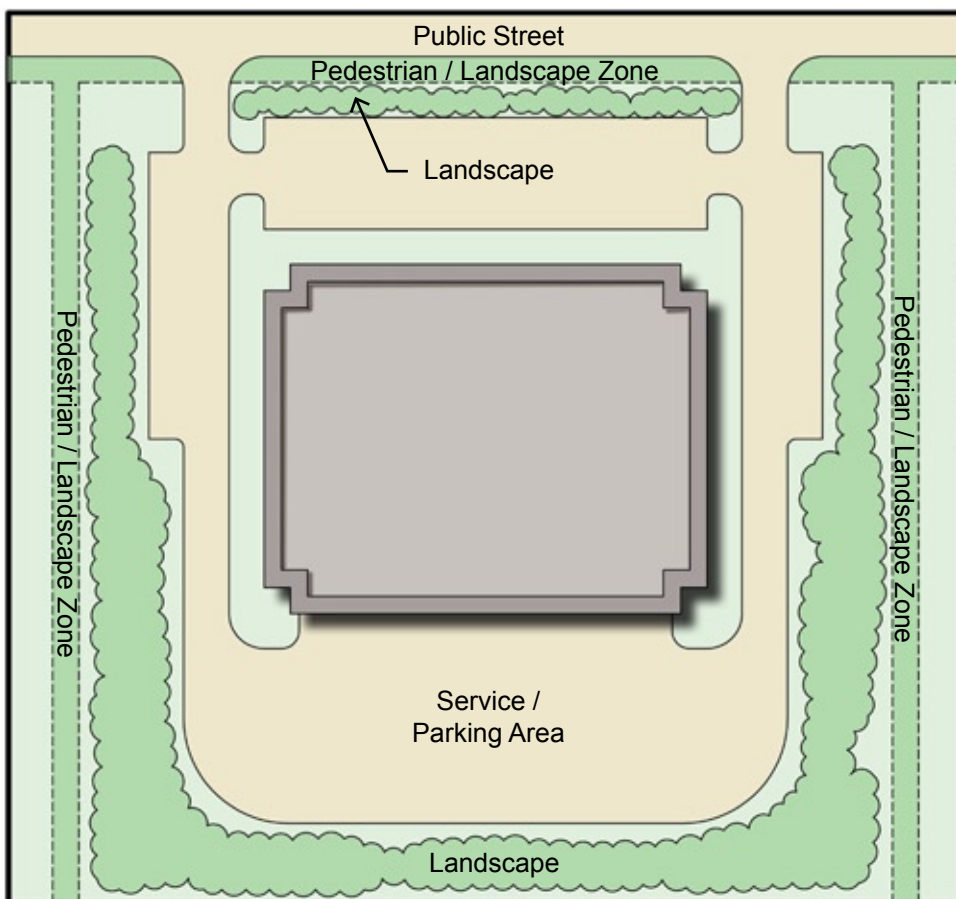 Public Street
Pedestrian / Landscape Zone
Landscape
Pedestrian / Landscape Zone
Pedestrian / Landscape Zone
Service /
Parking Area
Landscape